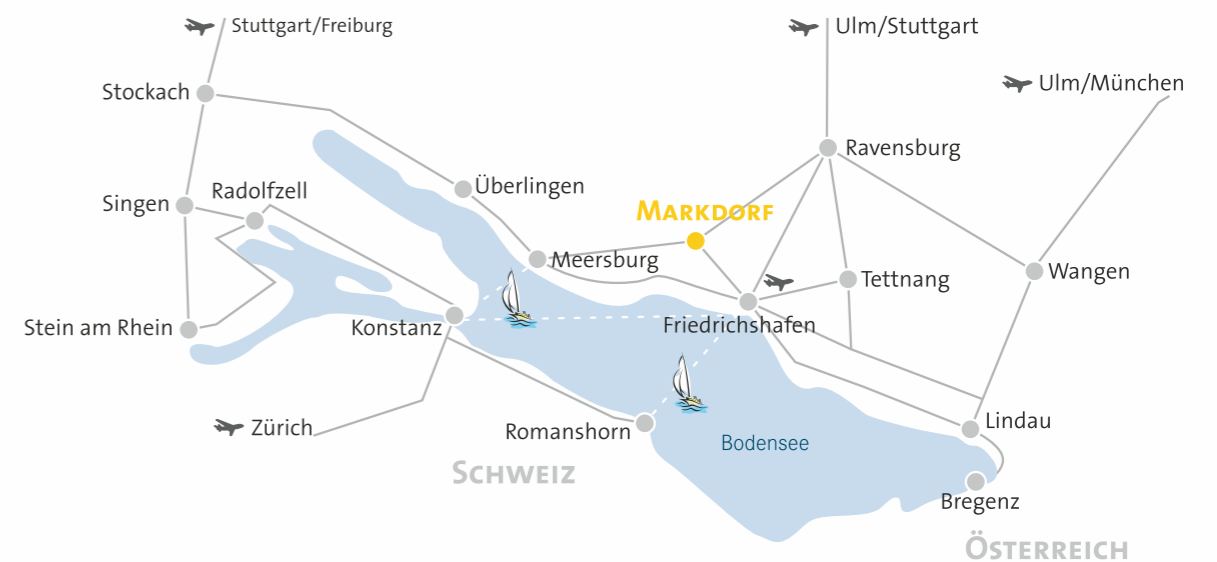 Stuttgart/Freiburg
Ulm/Stuttgart
Ulm/München
Stockach
Ravensburg
Überlingen
Radolfzell
Singen
MARKDORF
Meersburg
Wangen
Tettnang
Stein am Rhein
Konstanz
Friedrichshafen
Zürich
Romanshorn
Lindau
Bodensee
SCHWEIZ
Bregenz
ÖSTERREICH